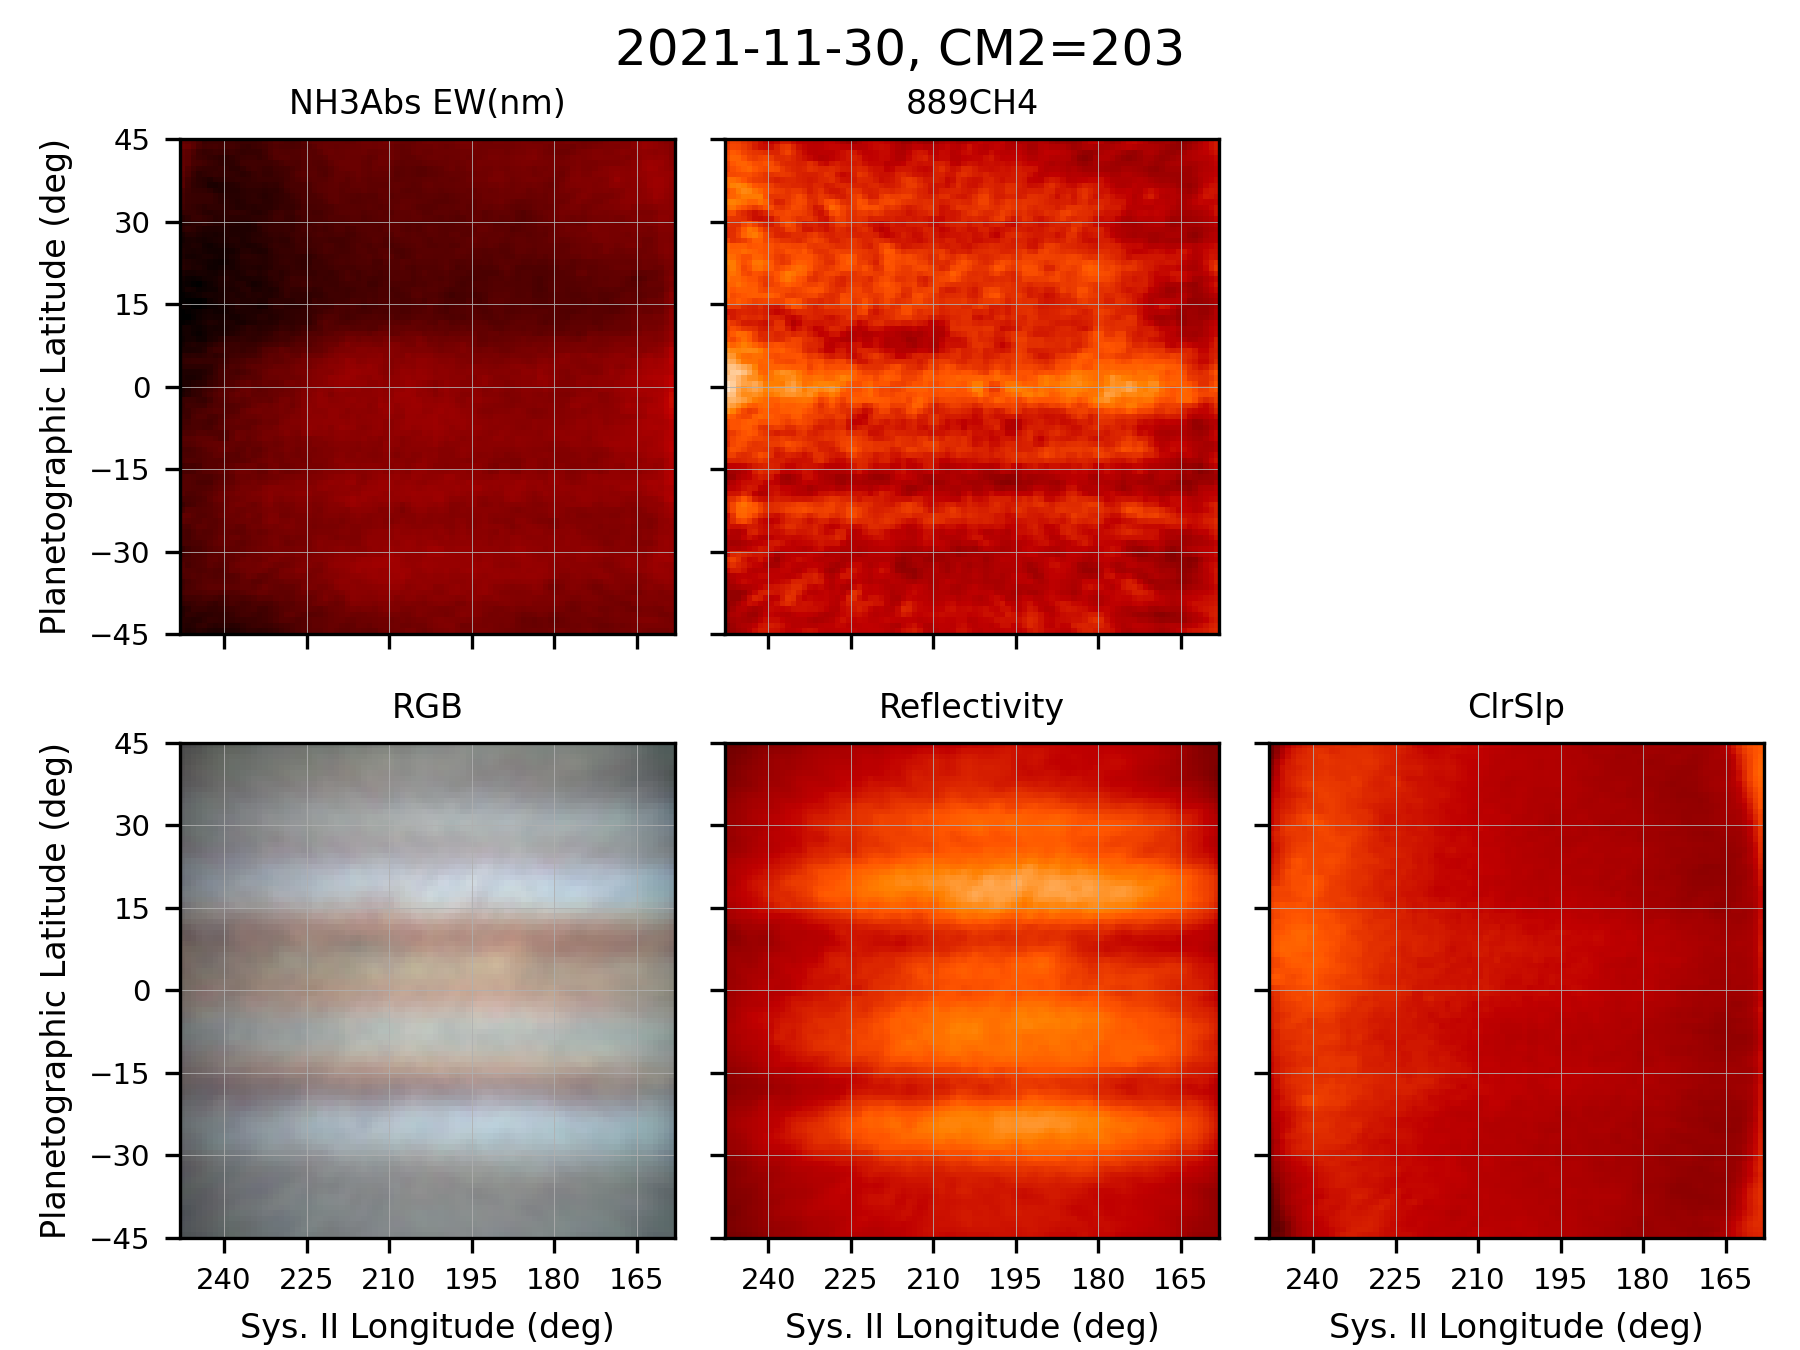 2021-11-30, CM2=203
NH3Abs EW(nm)
889CH4
Planetographic Latitude (deg)
45
30
15
0
−15
−30
−45
RGB
Reflectivity
ClrSlp
Planetographic Latitude (deg)
45
30
15
0
−15
−30
−45
240 225 210 195 180 165
240 225 210 195 180 165
240 225 210 195 180 165
Sys. II Longitude (deg)
Sys. II Longitude (deg)
Sys. II Longitude (deg)